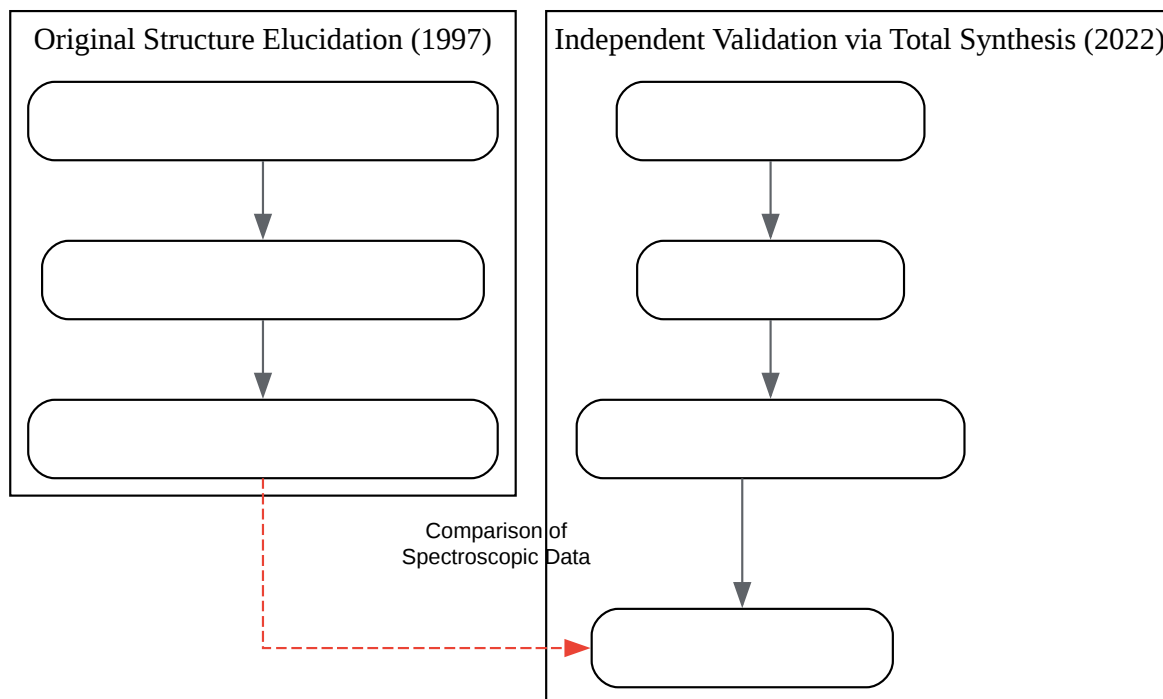 Original Structure Elucidation (1997)
Independent Validation via Total Synthesis (2022)
Comparison of
Spectroscopic Data